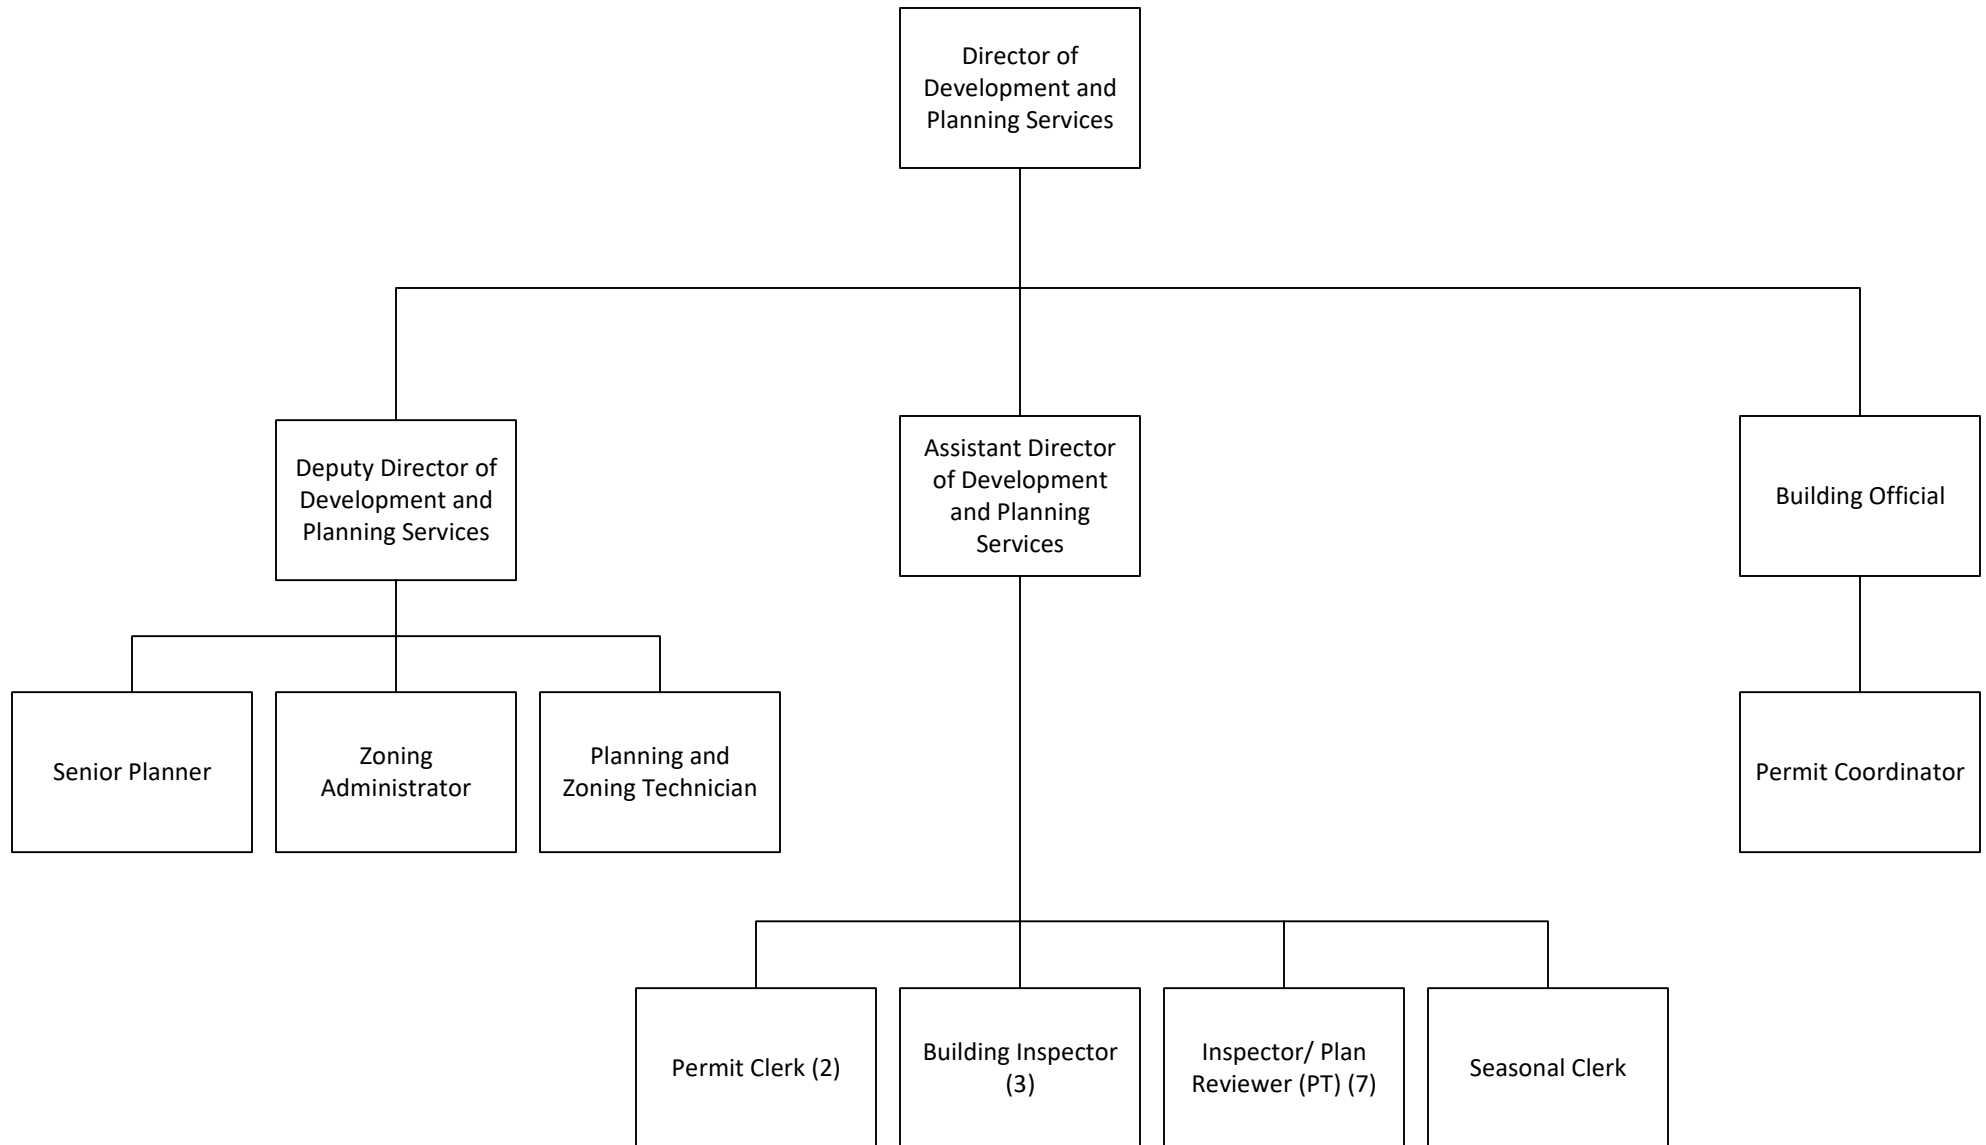 Director of
Development and
Planning Services
Deputy Director of
Development and
Planning Services
Assistant Director
of Development
and Planning
Services
Building Official
Senior Planner
Zoning
Administrator
Planning and
Zoning Technician
Permit Coordinator
Permit Clerk (2)
Building Inspector
(3)
Inspector/ Plan
Reviewer (PT) (7)
Seasonal Clerk